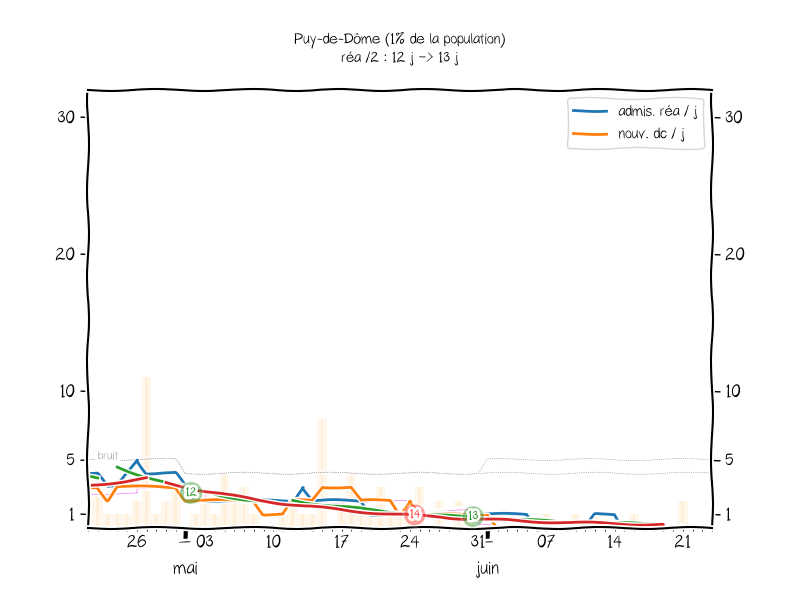 Puy-de-Dôme (1% de la population)
réa /2 : 12 j -> 13 j
admis. réa / j
nouv. dc / j
30 30
20 20
10 10
5 5
1 1
bruit
12
14
13
26 03 10 17 24 31 07 14 21
mai juin